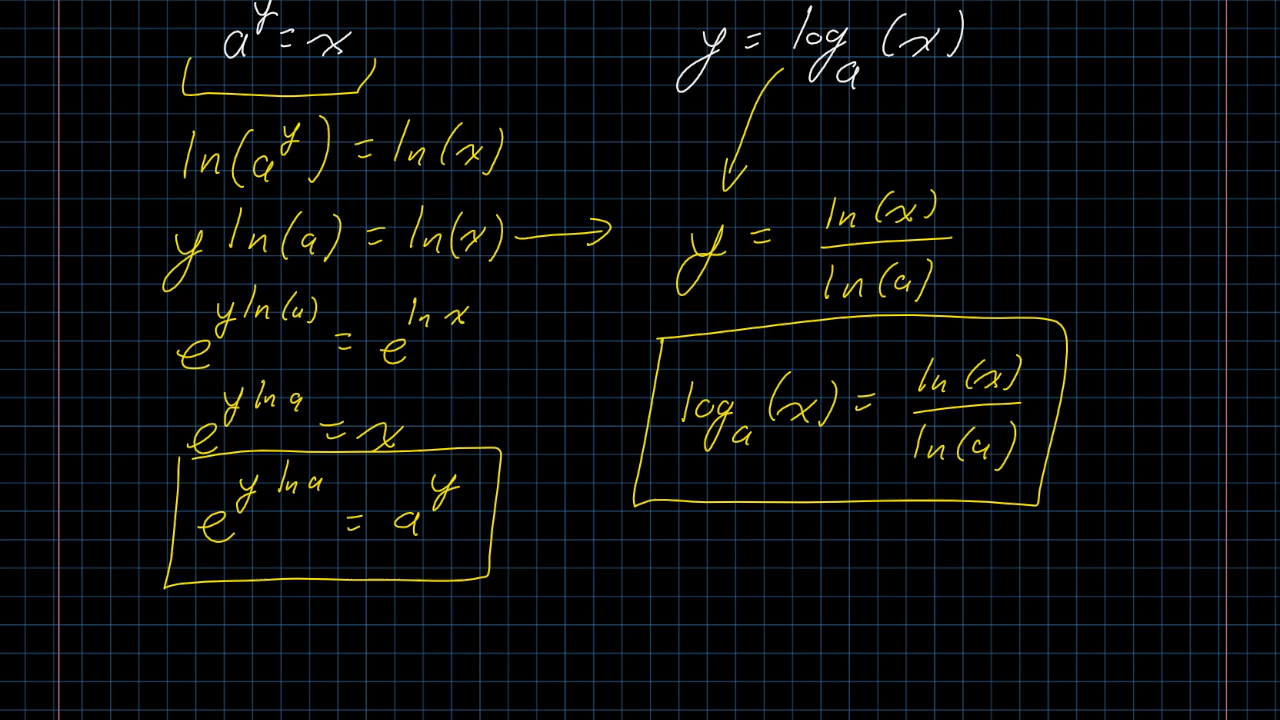 a^y = x
y = log_a (x)
ln(a^y) = ln(x)
y ln(a) = ln(x) →
y = ln(x) / ln(a)
e^(y ln(a)) = e^(ln x)
e^(y ln a) = x
log_a (x) = ln(x) / ln(a)
e^(y ln a) = a^y